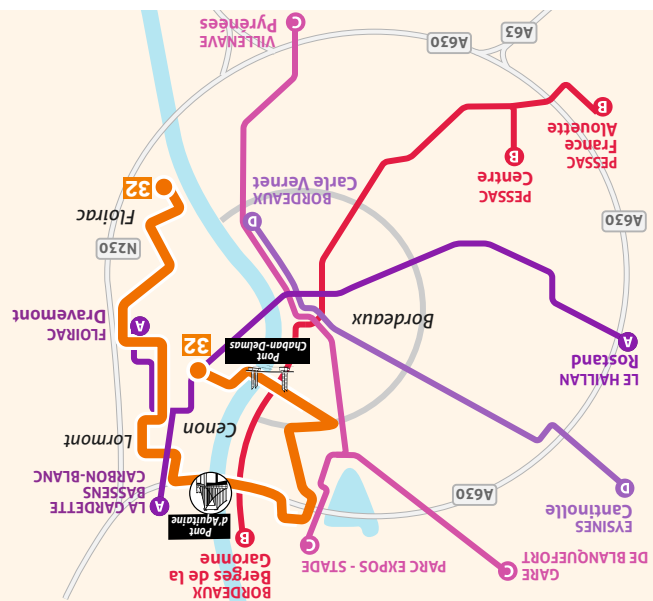 GARE
DE BLANQUEFORT
C
PARC EXPOS - STADE
C
BORDEAUX
Berges de la
Garonne
B
Pont
d'Aquitaine
EYSINES
Cantinolle
D
A630
LA GARDETTE
BASSENS
CARBON-BLANC
A
Cenon
Lormont
LE HAILLAN
Rostand
A
Bordeaux
Pont
Chaban-Delmas
32
FLOIRAC
Dravemont
A
A630
N230
BORDEAUX
Carle Vernet
D
Floirac
32
PESSAC
Centre
B
PESSAC
France
Alouette
B
A63
A630
VILLENAVE
Pyrénées
C